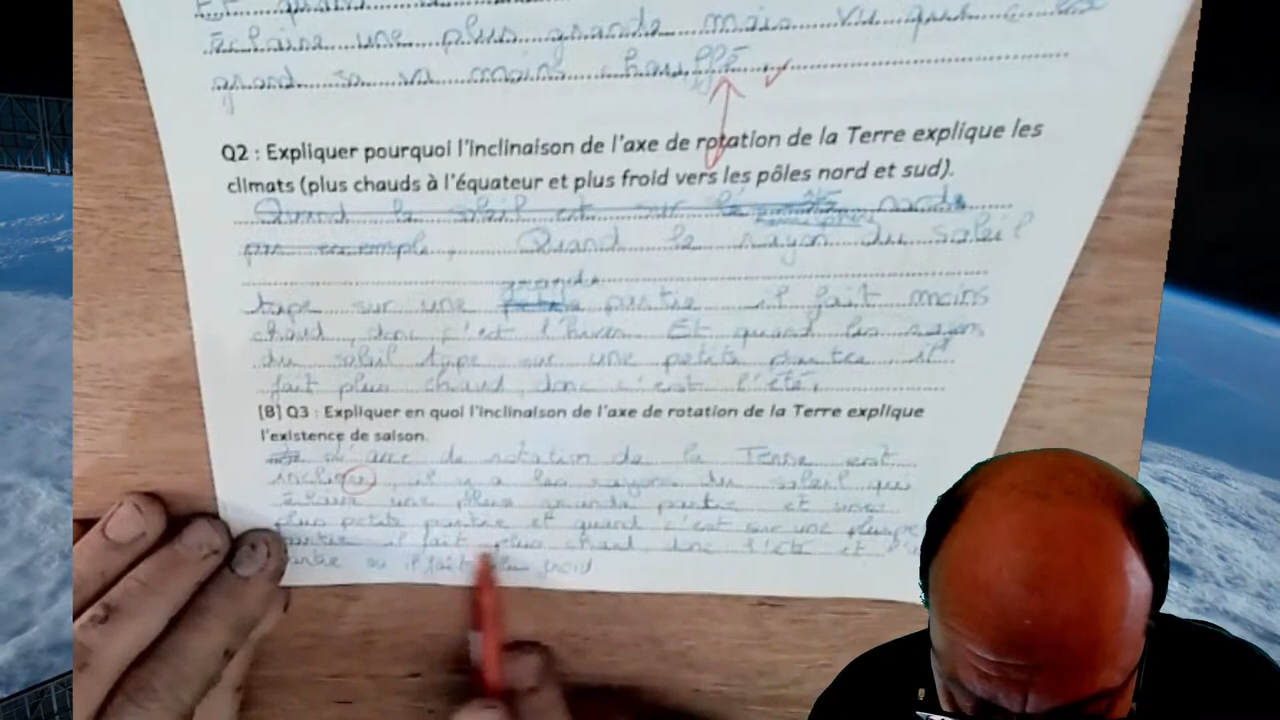 éclaire une plus grande mais vu que c'est
grand sa va moins chauffé
Q2 : Expliquer pourquoi l'inclinaison de l'axe de rotation de la Terre explique les
climats (plus chauds à l'équateur et plus froid vers les pôles nord et sud).
Quand le soleil est sur le nord
par exemple, Quand le rayon du soleil
grande
tape sur une partie il fait moins
chaud, donc c'est l'hiver. Et quand les rayons
du soleil tape sur une petite partie il
fait plus chaud, donc c'est l'été.
[B] Q3 : Expliquer en quoi l'inclinaison de l'axe de rotation de la Terre explique
l'existence de saison.
l'axe de rotation de la Terre est
incliné, il y a les rayons du soleil qui
éclaire une plus grande partie et une
plus petite partie et quand c'est sur une plus
partie il fait plus chaud donc l'été et
partie où il fait plus froid